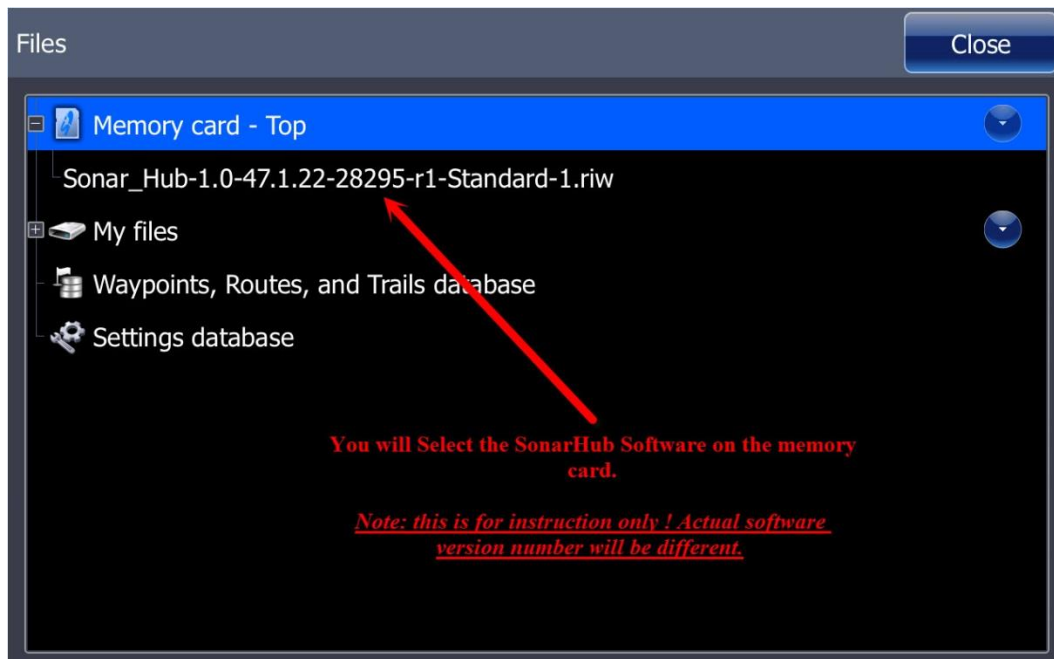 Files
Close
Memory card - Top
Sonar_Hub-1.0-47.1.22-28295-r1-Standard-1.riw
My files
Waypoints, Routes, and Trails database
Settings database
You will Select the SonarHub Software on the memory
card.
Note: this is for instruction only ! Actual software
version number will be different.